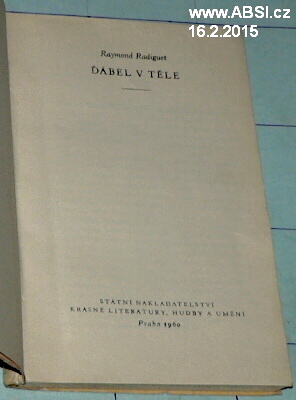 www.ABSI.cz
16.2.2015
Raymond Radiguet
ĎÁBEL V TĚLE
STÁTNÍ NAKLADATELSTVÍ
KRÁSNÉ LITERATURY, HUDBY A UMĚNÍ
Praha 1960